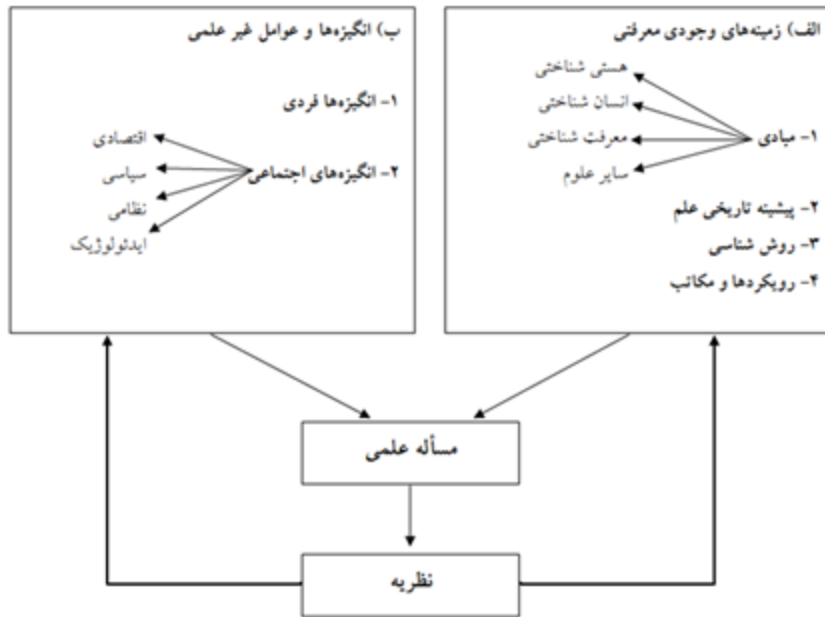 الف) زمینه‌های وجودی معرفتی
هستی شناختی
انسان شناختی
۱- مبادی
معرفت شناختی
سایر علوم
۲- پیشینه تاریخی علم
۳- روش شناسی
۴- رویکردها و مکاتب
ب) انگیزه‌ها و عوامل غیر علمی
۱- انگیزه‌ها فردی
اقتصادی
۲- انگیزه‌های اجتماعی
سیاسی
نظامی
ایدئولوژیک
مسأله علمی
نظریه